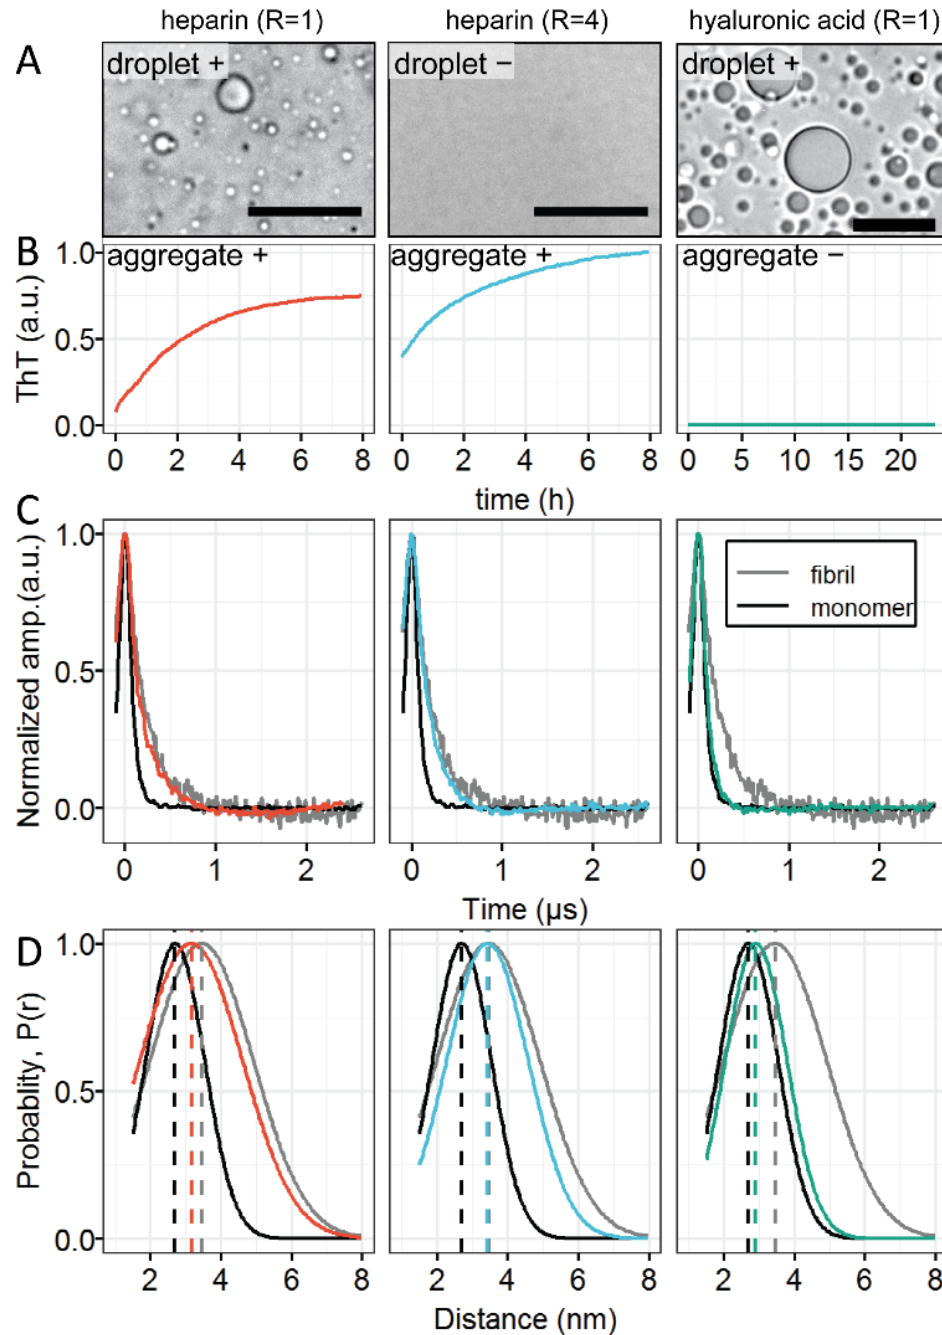 heparin (R=1) heparin (R=4) hyaluronic acid (R=1)
A
droplet + droplet − droplet +
B
aggregate + aggregate + aggregate −
ThT (a.u.)
1.0
0.5
0.0
0 2 4 6 8 0 2 4 6 8 0 5 10 15 20
time (h)
C
Normalized amp.(a.u.)
1.0
0.5
0.0
fibril
monomer
0 1 2 0 1 2 0 1 2
Time (µs)
D
Probablity, P(r)
1.0
0.5
0.0
2 4 6 8 2 4 6 8 2 4 6 8
Distance (nm)